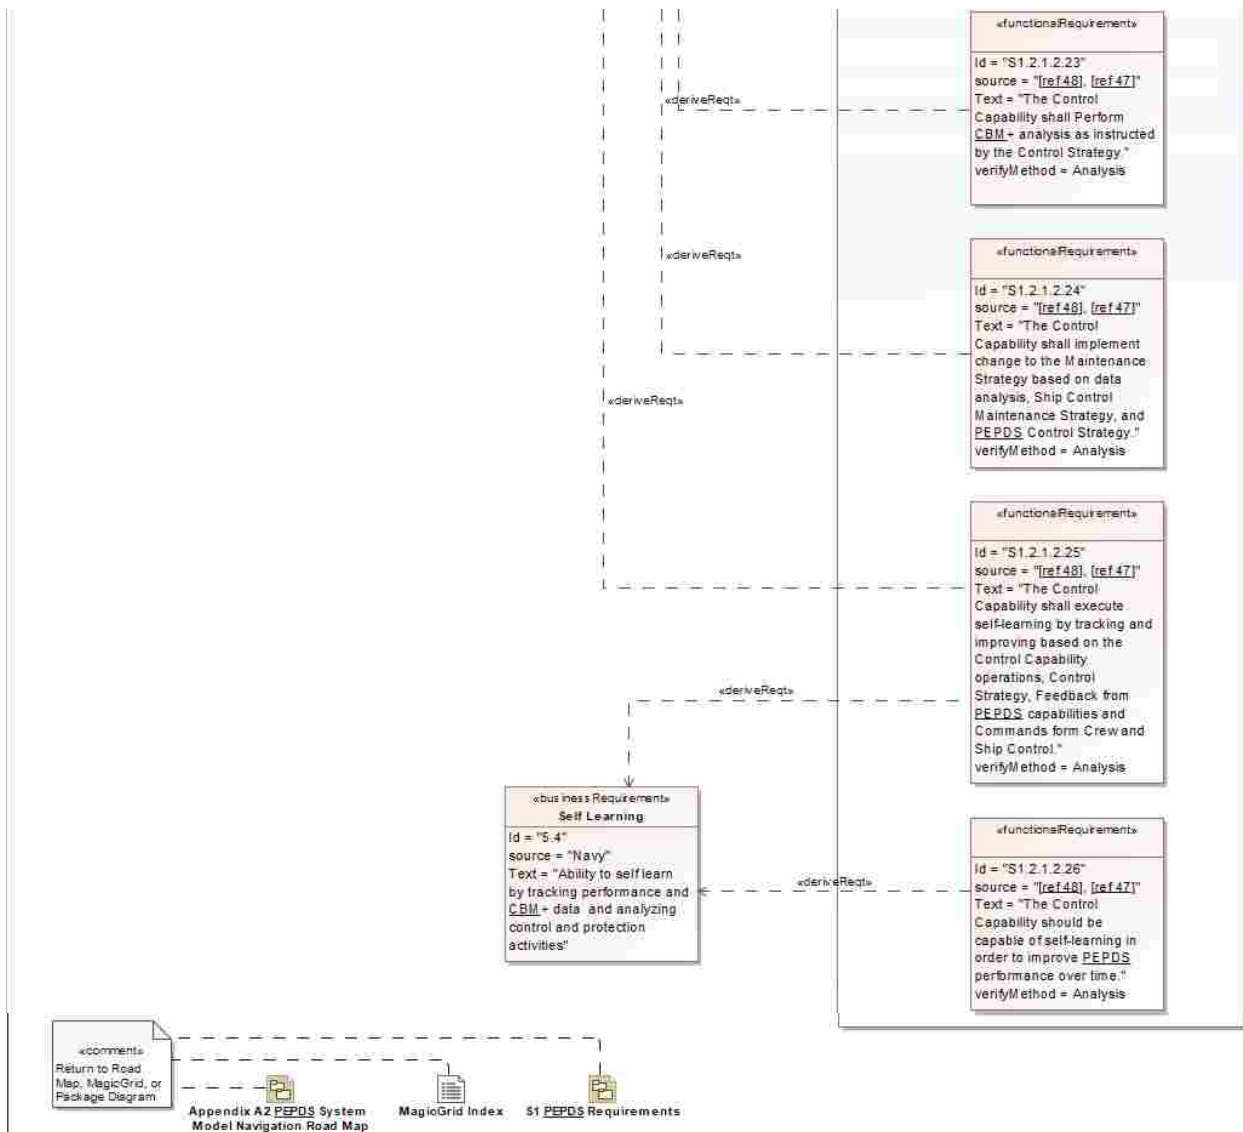 «functionalRequirement»
Id = "S1.2.1.2.23"
source = "[ref 48], [ref 47]"
Text = "The Control
Capability shall Perform
CBM+ analysis as instructed
by the Control Strategy."
verifyMethod = Analysis
«deriveReqt»
«functionalRequirement»
Id = "S1.2.1.2.24"
source = "[ref 48], [ref 47]"
Text = "The Control
Capability shall implement
change to the Maintenance
Strategy based on data
analysis, Ship Control
Maintenance Strategy, and
PEPDS Control Strategy."
verifyMethod = Analysis
«deriveReqt»
«deriveReqt»
«functionalRequirement»
Id = "S1.2.1.2.25"
source = "[ref 48], [ref 47]"
Text = "The Control
Capability shall execute
self-learning by tracking and
improving based on the
Control Capability
operations, Control
Strategy, Feedback from
PEPDS capabilities and
Commands form Crew and
Ship Control."
verifyMethod = Analysis
«deriveReqt»
«business Requirement»
Self Learning
Id = "5.4"
source = "Navy"
Text = "Ability to self learn
by tracking performance and
CBM+ data and analyzing
control and protection
activities"
«deriveReqt»
«functionalRequirement»
Id = "S1.2.1.2.26"
source = "[ref 48], [ref 47]"
Text = "The Control
Capability should be
capable of self-learning in
order to improve PEPDS
performance over time."
verifyMethod = Analysis
«comment»
Return to Road
Map, MagicGrid, or
Package Diagram
Appendix A2 PEPDS System
Model Navigation Road Map
MagicGrid Index
S1 PEPDS Requirements